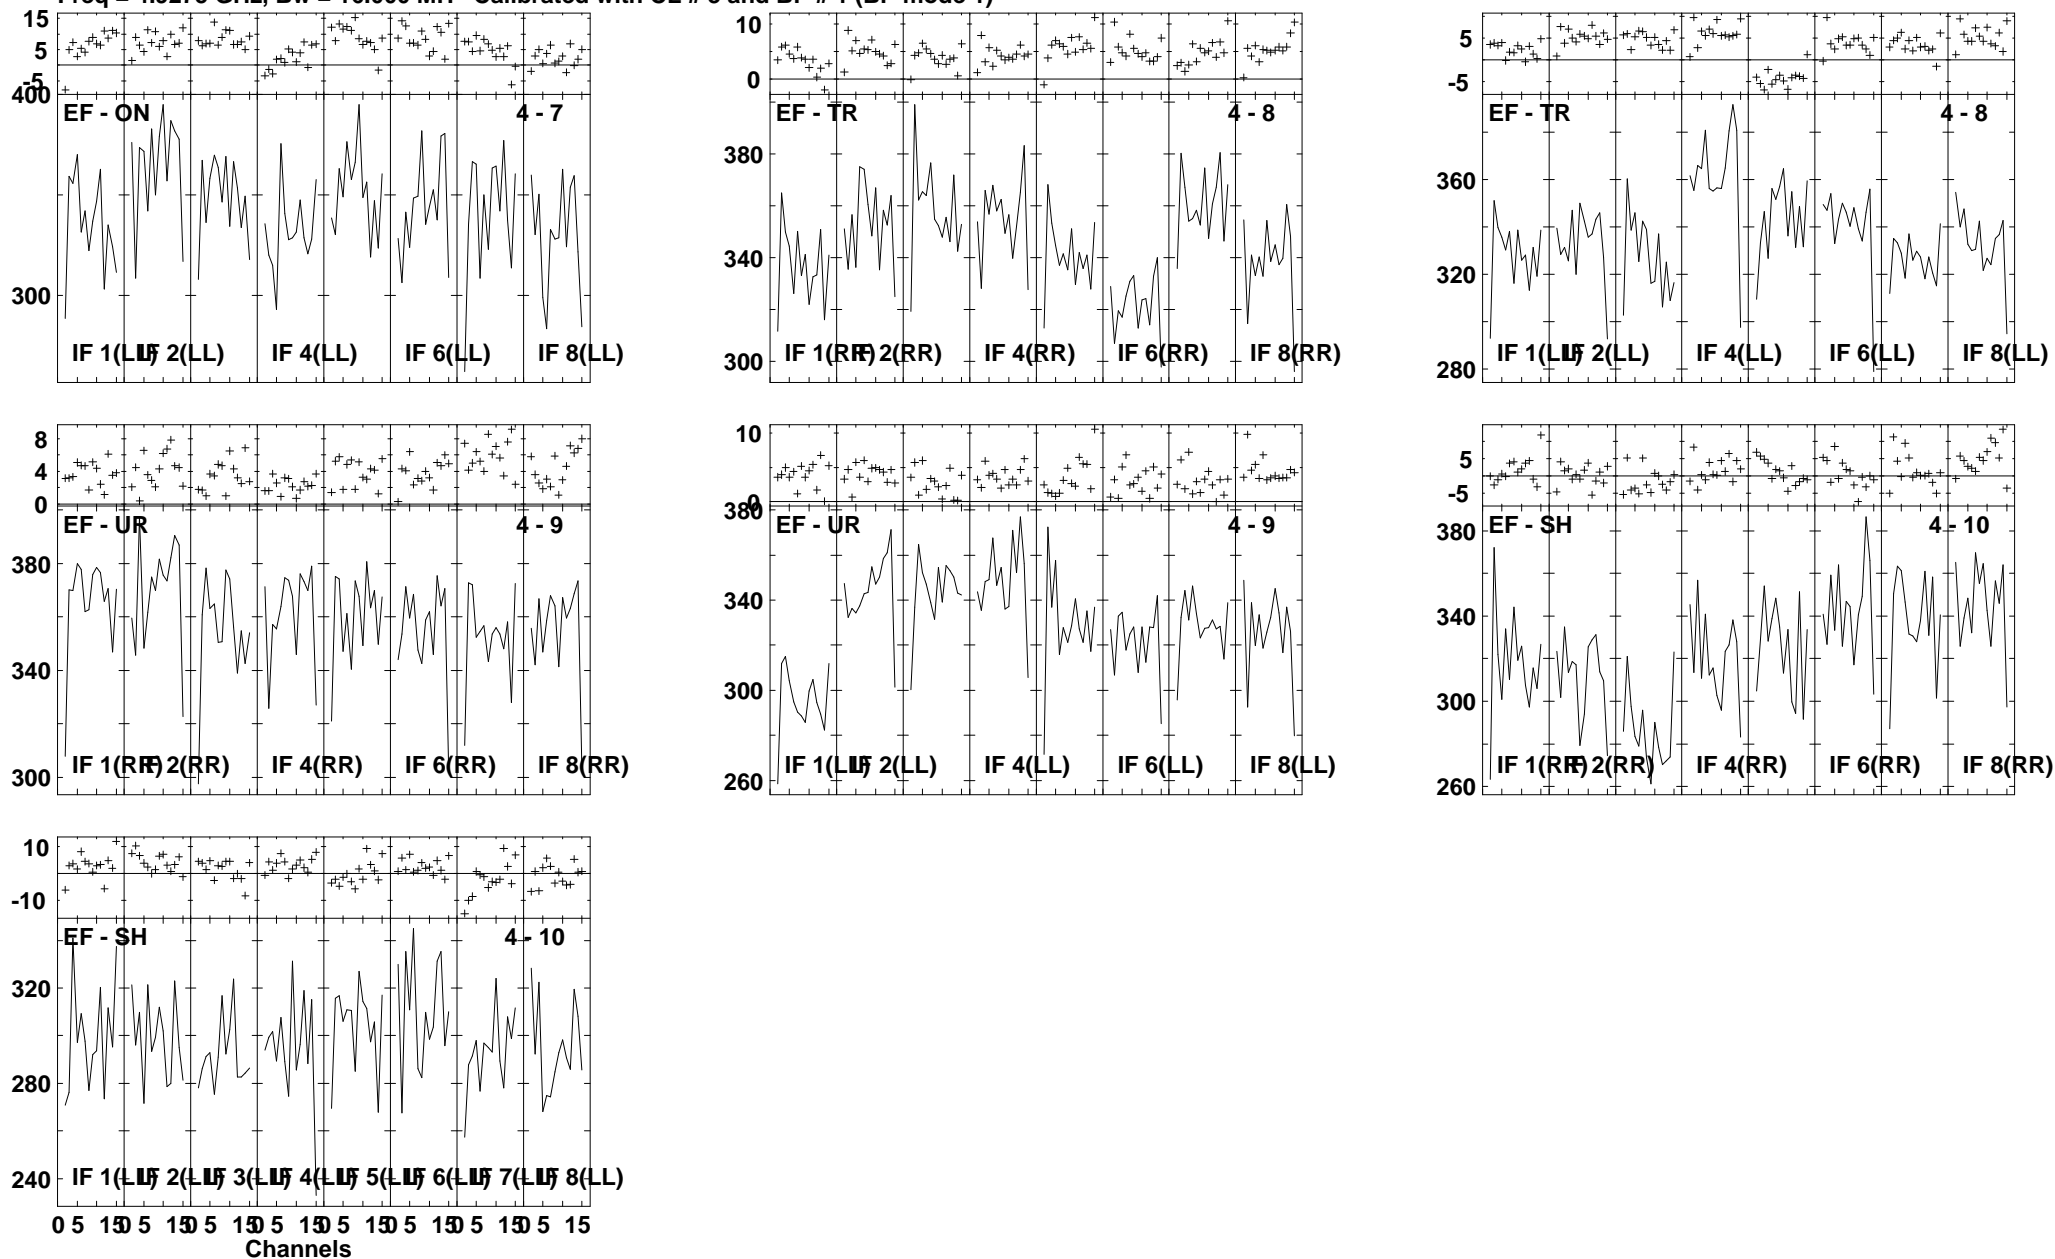 15
5
-5
400
EF - ON 4 - 7
300
IF 1(LL) IF 2(LL) IF 4(LL) IF 6(LL) IF 8(LL)
10
0
EF - TR 4 - 8
380
340
300
IF 1(RR) IF 2(RR) IF 4(RR) IF 6(RR) IF 8(RR)
5
-5
EF - TR 4 - 8
360
320
280
IF 1(LL) IF 2(LL) IF 4(LL) IF 6(LL) IF 8(LL)
8
4
0
EF - UR 4 - 9
380
340
300
IF 1(RR) IF 2(RR) IF 4(RR) IF 6(RR) IF 8(RR)
10
0
380
EF - UR 4 - 9
340
300
260
IF 1(LL) IF 2(LL) IF 4(LL) IF 6(LL) IF 8(LL)
5
-5
EF - SH 4 - 10
380
340
300
260
IF 1(RR) IF 2(RR) IF 4(RR) IF 6(RR) IF 8(RR)
10
-10
EF - SH 4 - 10
320
280
240
IF 1(LL) IF 2(LL) IF 3(LL) IF 4(LL) IF 5(LL) IF 6(LL) IF 7(LL) IF 8(LL)
0 5 15 0 5 15 0 5 15 0 5 15 0 5 15 0 5 15 0 5 15 0 5 15
Channels